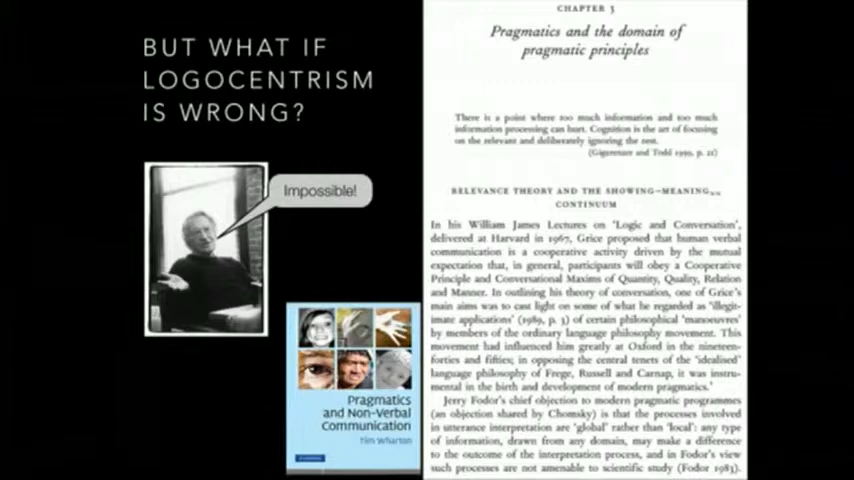 BUT WHAT IF
LOGOCENTRISM
IS WRONG?
Impossible!
Pragmatics
and Non-Verbal
Communication
Tim Wharton
CHAPTER 3
Pragmatics and the domain of
pragmatic principles
There is a point where too much information and too much
information processing can hurt. Cognition is the art of focusing
on the relevant and deliberately ignoring the rest.
(Gigerenzer and Todd 1999, p. 21)
RELEVANCE THEORY AND THE SHOWING–MEANINGNN
CONTINUUM
In his William James Lectures on 'Logic and Conversation',
delivered at Harvard in 1967, Grice proposed that human verbal
communication is a cooperative activity driven by the mutual
expectation that, in general, participants will obey a Cooperative
Principle and Conversational Maxims of Quantity, Quality, Relation
and Manner. In outlining his theory of conversation, one of Grice's
main aims was to cast light on some of what he regarded as 'illegit-
imate applications' (1989, p. 3) of certain philosophical 'manoeuvres'
by members of the ordinary language philosophy movement. This
movement had influenced him greatly at Oxford in the nineteen-
forties and fifties; in opposing the central tenets of the 'idealised'
language philosophy of Frege, Russell and Carnap, it was instru-
mental in the birth and development of modern pragmatics.¹
Jerry Fodor's chief objection to modern pragmatic programmes
(an objection shared by Chomsky) is that the processes involved
in utterance interpretation are 'global' rather than 'local': any type
of information, drawn from any domain, may make a difference
to the outcome of the interpretation process, and in Fodor's view
such processes are not amenable to scientific study (Fodor 1983).